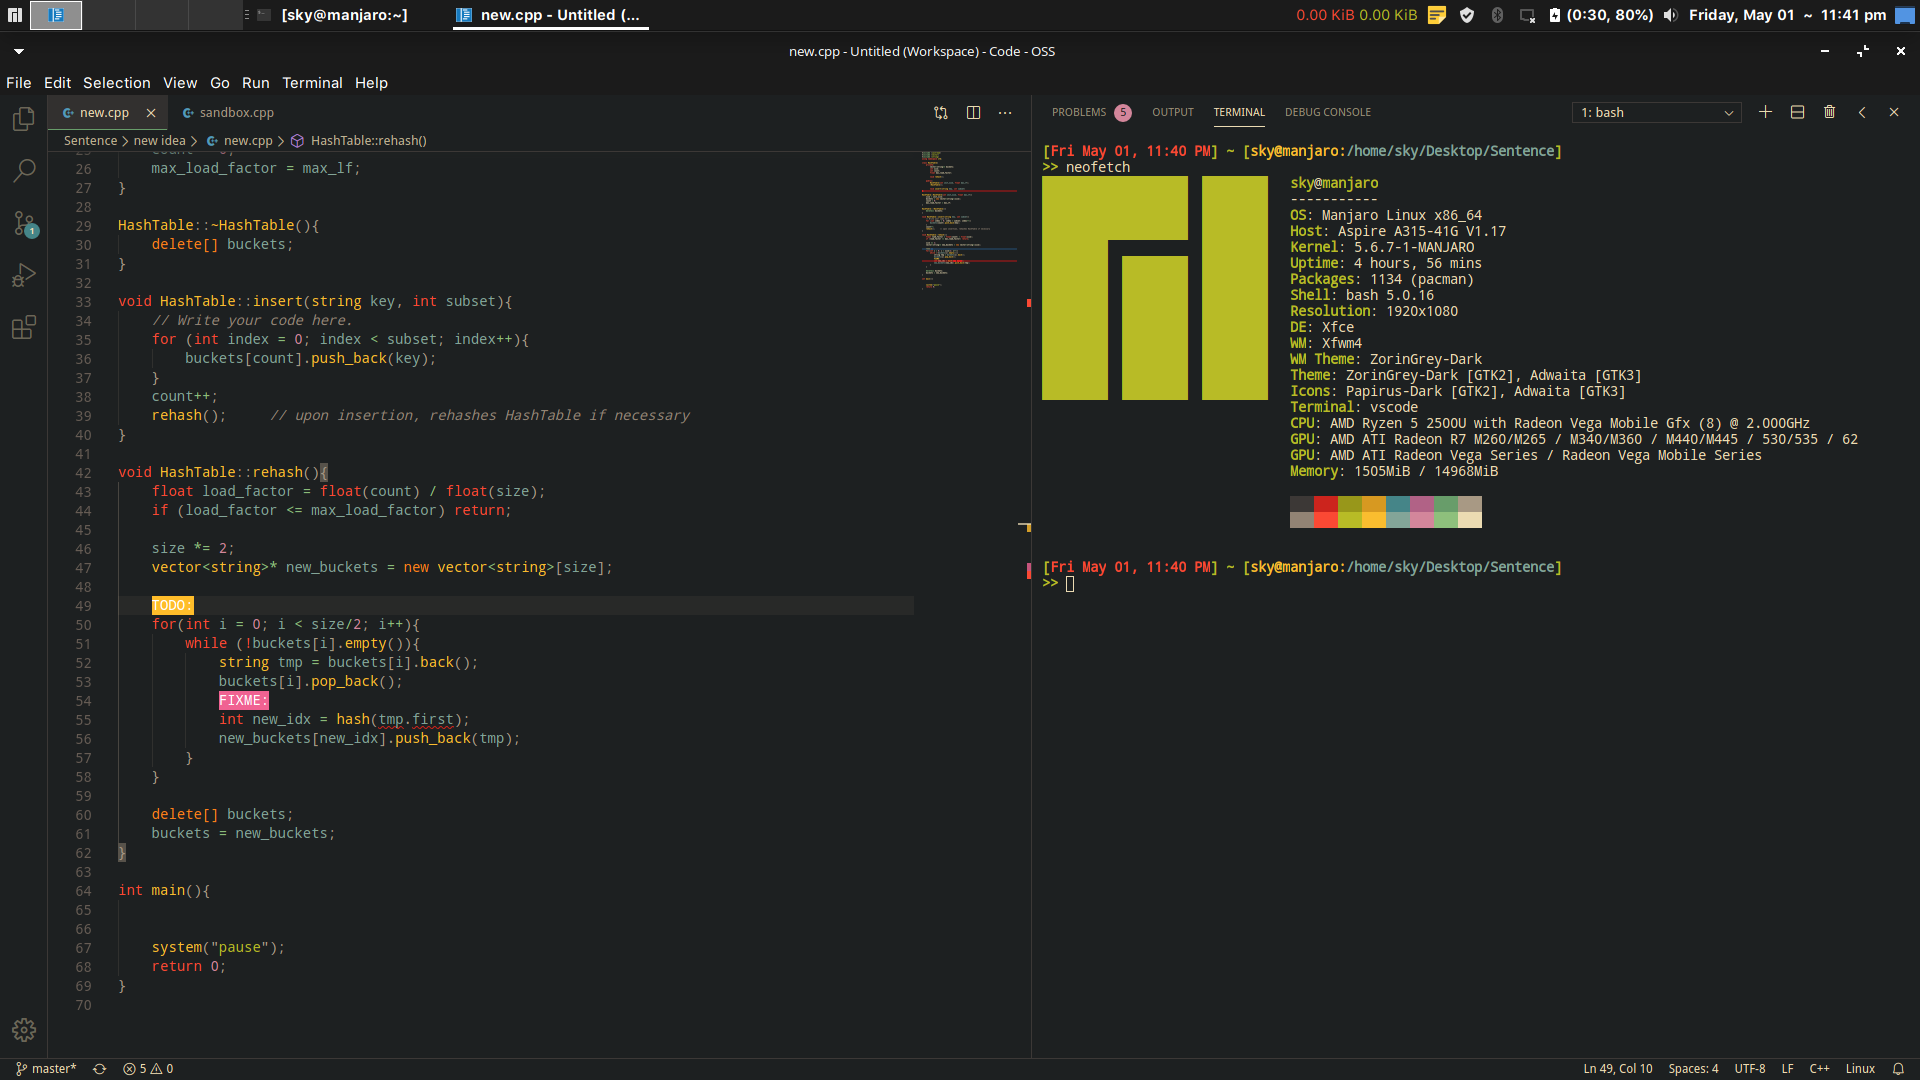 [sky@manjaro:~]
new.cpp - Untitled (...
0.00 KiB 0.00 KiB
(0:30, 80%)
Friday, May 01 ~ 11:41 pm
new.cpp - Untitled (Workspace) - Code - OSS
File Edit Selection View Go Run Terminal Help
new.cpp
sandbox.cpp
Sentence > new idea > new.cpp > HashTable::rehash()
26 max_load_factor = max_lf;
27 }
28
29 HashTable::~HashTable(){
30 delete[] buckets;
31 }
32
33 void HashTable::insert(string key, int subset){
34 // Write your code here.
35 for (int index = 0; index < subset; index++){
36 buckets[count].push_back(key);
37 }
38 count++;
39 rehash(); // upon insertion, rehashes HashTable if necessary
40 }
41
42 void HashTable::rehash(){
43 float load_factor = float(count) / float(size);
44 if (load_factor <= max_load_factor) return;
45
46 size *= 2;
47 vector<string>* new_buckets = new vector<string>[size];
48
49 TODO:
50 for(int i = 0; i < size/2; i++){
51 while (!buckets[i].empty()){
52 string tmp = buckets[i].back();
53 buckets[i].pop_back();
54 FIXME:
55 int new_idx = hash(tmp.first);
56 new_buckets[new_idx].push_back(tmp);
57 }
58 }
59
60 delete[] buckets;
61 buckets = new_buckets;
62 }
63
64 int main(){
65
66
67 system("pause");
68 return 0;
69 }
70
1
PROBLEMS 5 OUTPUT TERMINAL DEBUG CONSOLE
1: bash
[Fri May 01, 11:40 PM] ~ [sky@manjaro:/home/sky/Desktop/Sentence]
>> neofetch
sky@manjaro
-----------
OS: Manjaro Linux x86_64
Host: Aspire A315-41G V1.17
Kernel: 5.6.7-1-MANJARO
Uptime: 4 hours, 56 mins
Packages: 1134 (pacman)
Shell: bash 5.0.16
Resolution: 1920x1080
DE: Xfce
WM: Xfwm4
WM Theme: ZorinGrey-Dark
Theme: ZorinGrey-Dark [GTK2], Adwaita [GTK3]
Icons: Papirus-Dark [GTK2], Adwaita [GTK3]
Terminal: vscode
CPU: AMD Ryzen 5 2500U with Radeon Vega Mobile Gfx (8) @ 2.000GHz
GPU: AMD ATI Radeon R7 M260/M265 / M340/M360 / M440/M445 / 530/535 / 62
GPU: AMD ATI Radeon Vega Series / Radeon Vega Mobile Series
Memory: 1505MiB / 14968MiB
[Fri May 01, 11:40 PM] ~ [sky@manjaro:/home/sky/Desktop/Sentence]
>>
master* 5 0
Ln 49, Col 10 Spaces: 4 UTF-8 LF C++ Linux